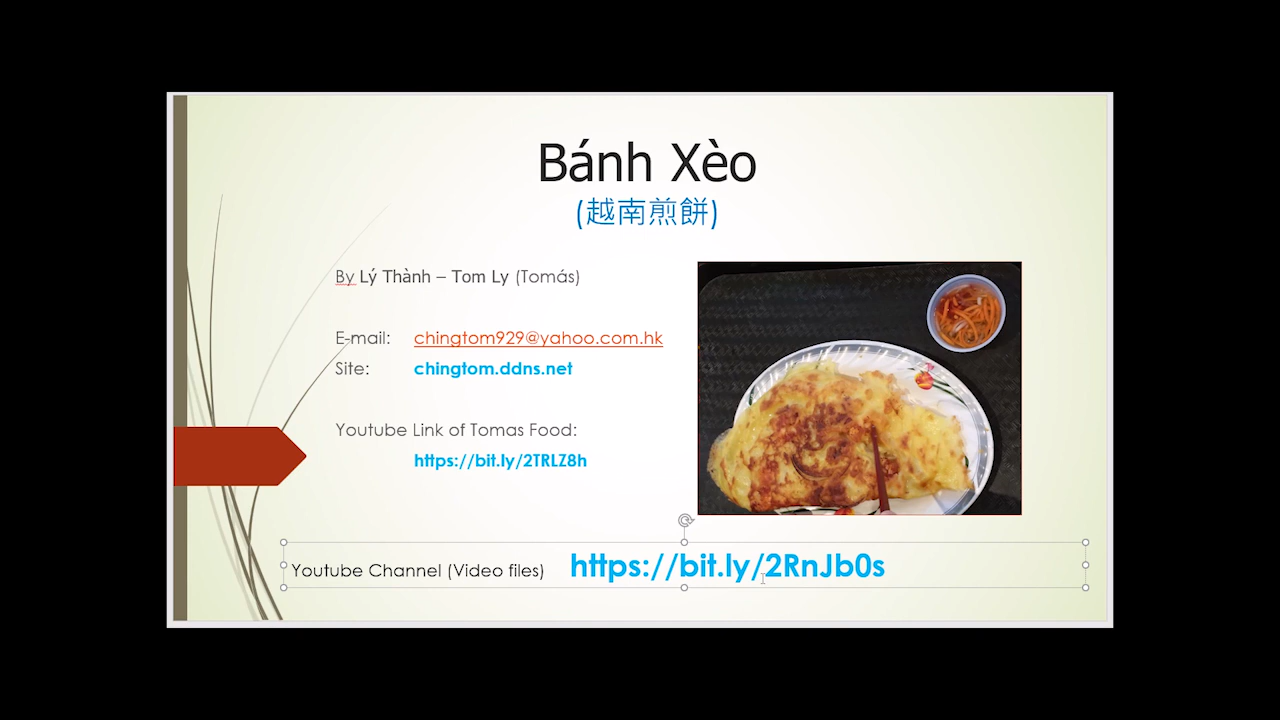 Bánh Xèo
(越南煎餅)
By Lý Thành – Tom Ly (Tomás)
E-mail: chingtom929@yahoo.com.hk
Site: chingtom.ddns.net
Youtube Link of Tomas Food:
https://bit.ly/2TRLZ8h
Youtube Channel (Video files) https://bit.ly/2RnJb0s